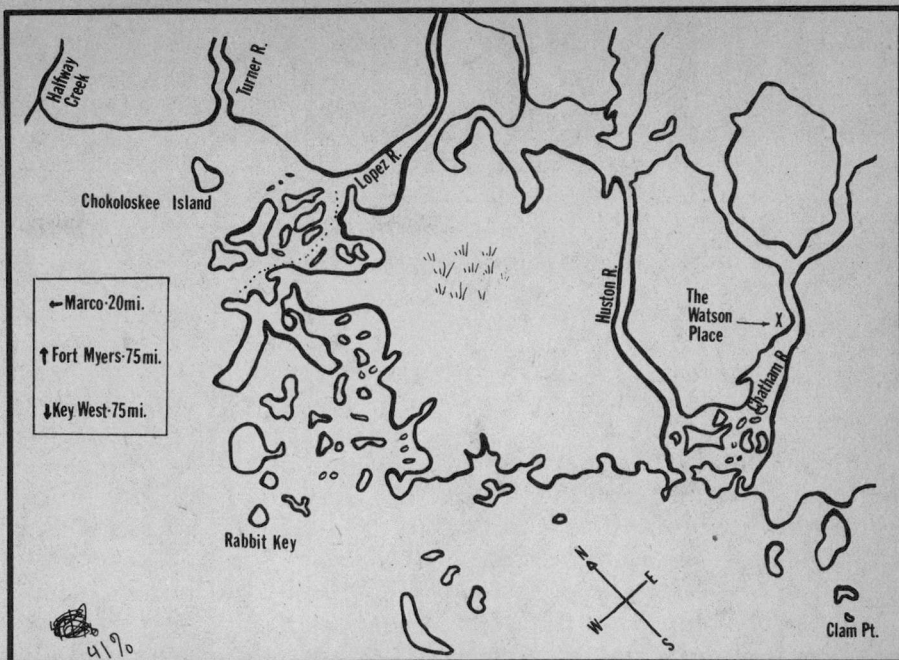 Halfway
Creek
Turner R.
Lopez R.
Chokoloskee Island
←Marco-20mi.
↑Fort Myers-75mi.
↓Key West-75mi.
Huston R.
The
Watson
Place
X
Chatham R
Rabbit Key
N
E
W
S
Clam Pt.
41%